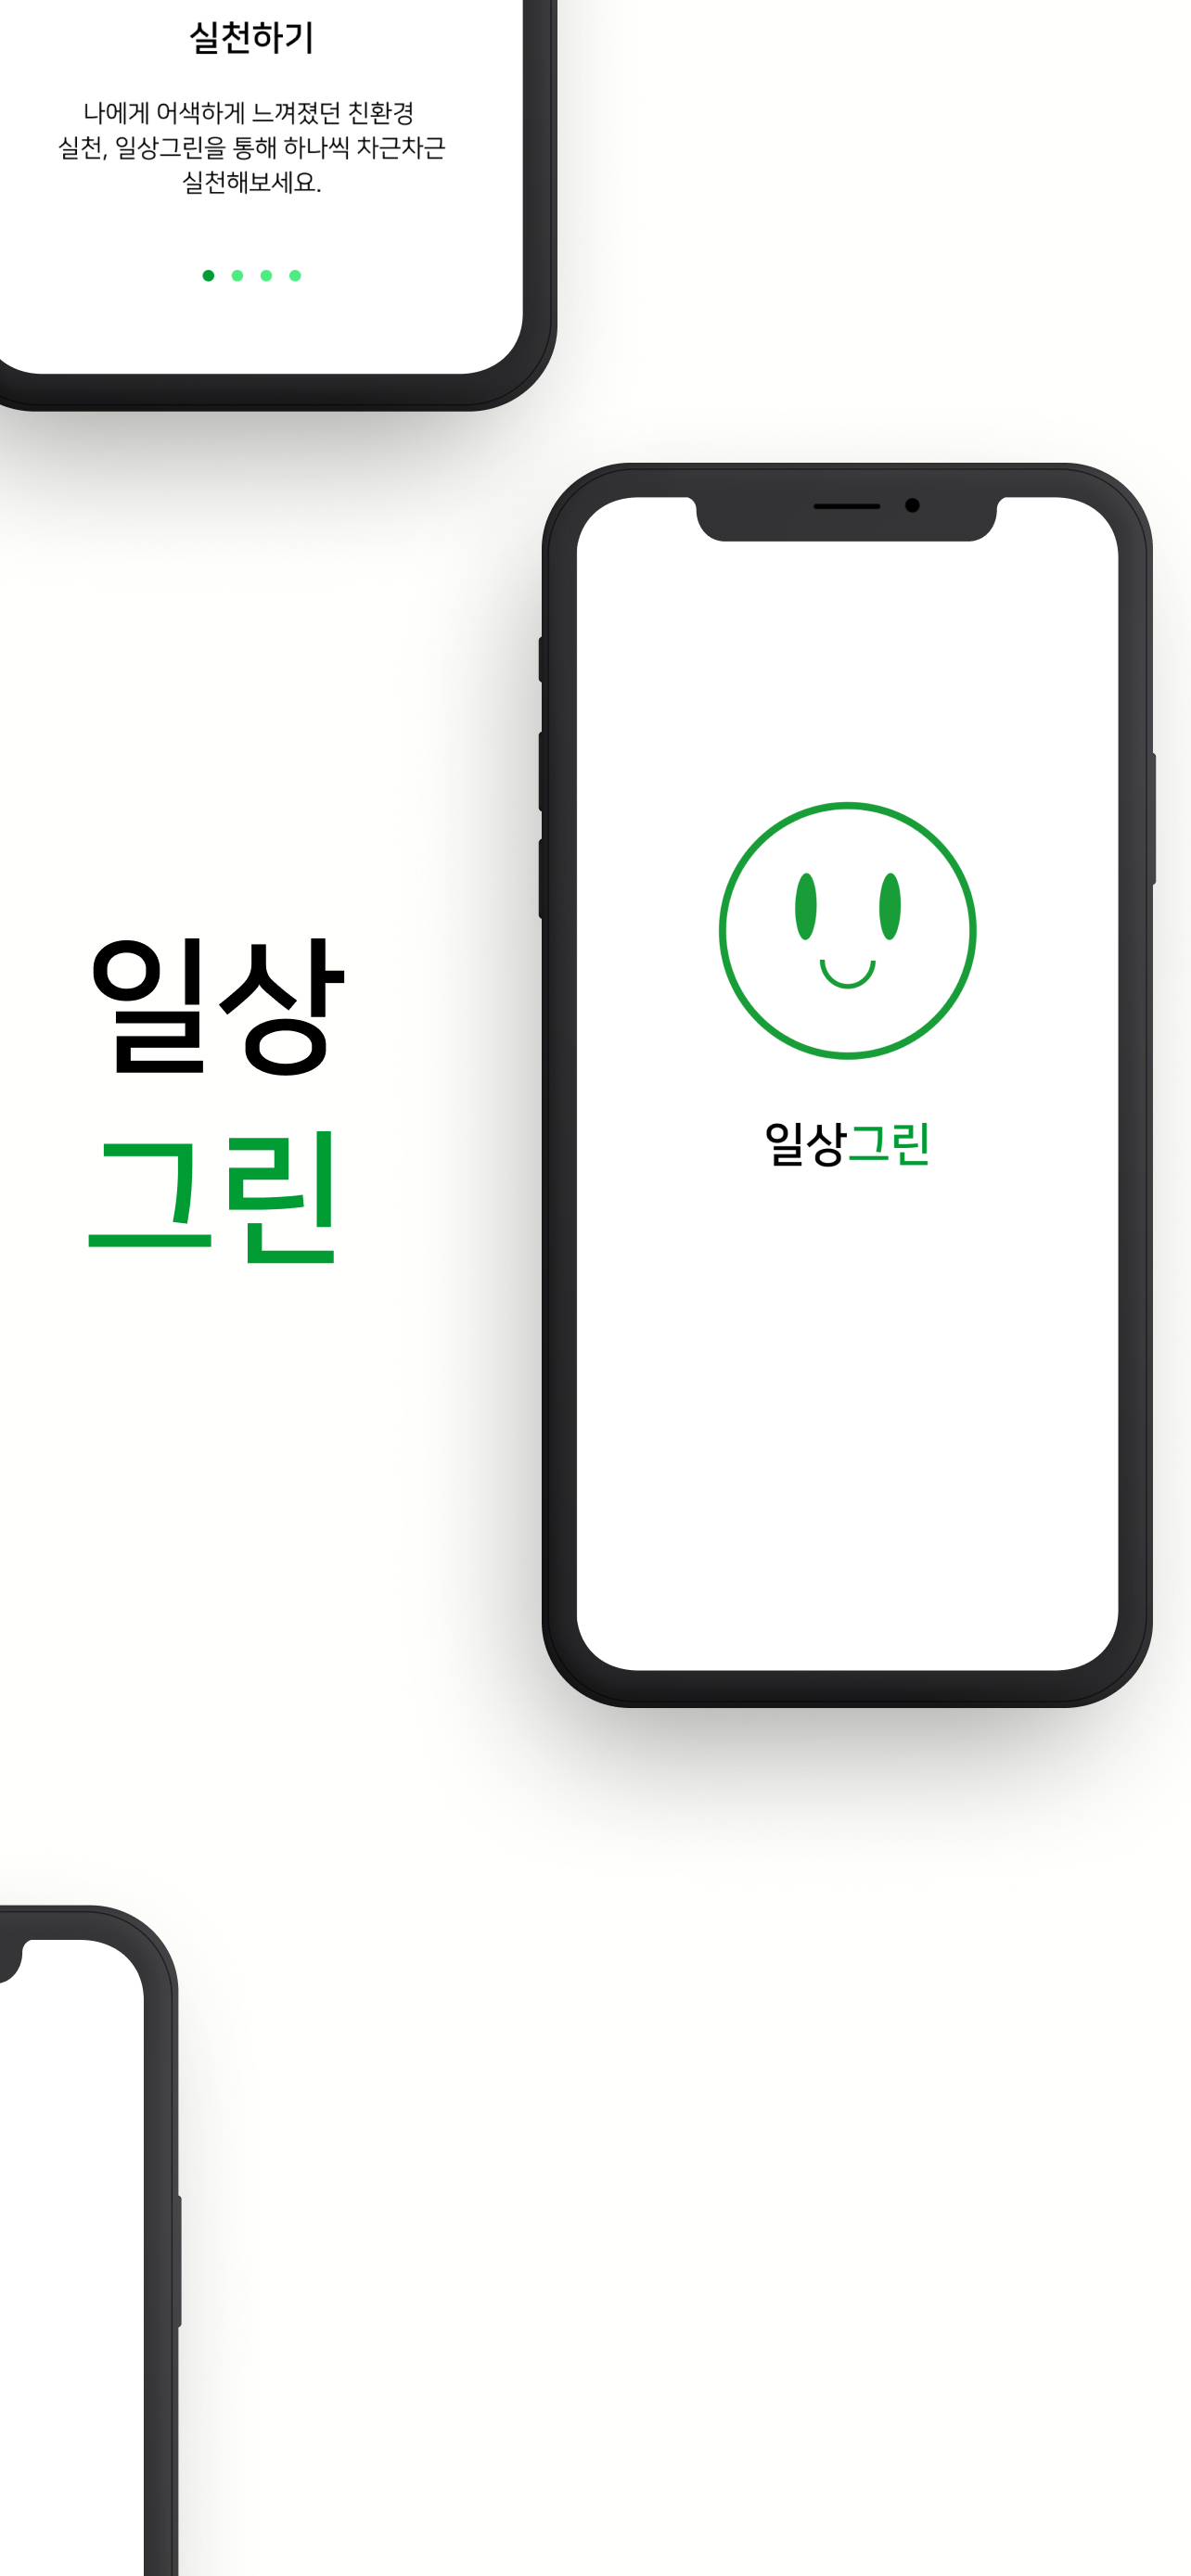 실천하기
나에게 어색하게 느껴졌던 친환경
실천, 일상그린을 통해 하나씩 차근차근
실천해보세요.
일상
그린
일상그린